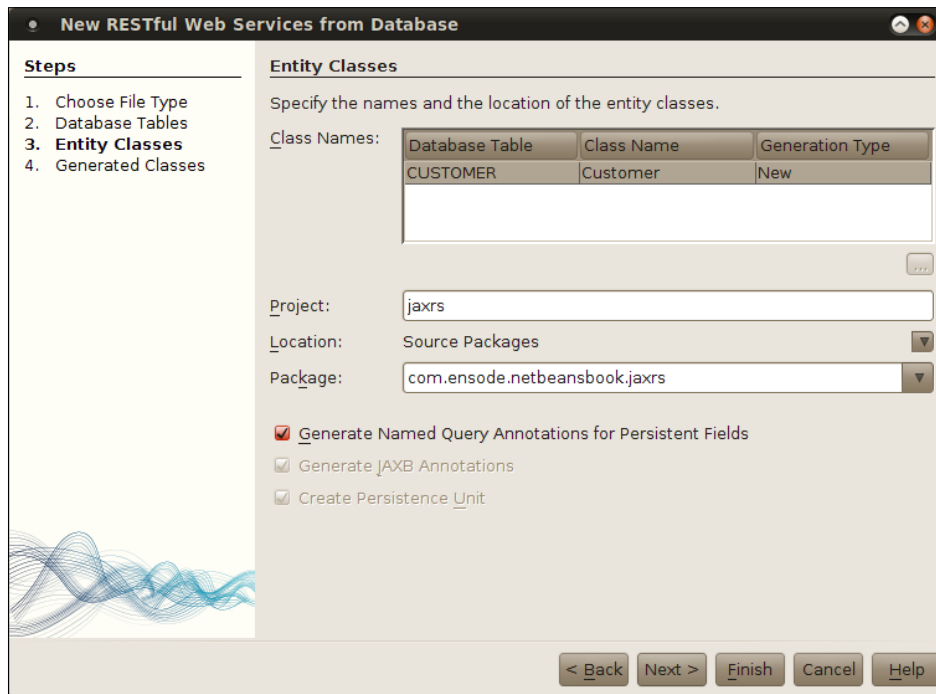 New RESTful Web Services from Database
Steps
1. Choose File Type
2. Database Tables
3. Entity Classes
4. Generated Classes
Entity Classes
Specify the names and the location of the entity classes.
Class Names:
Database Table Class Name Generation Type
CUSTOMER Customer New
...
Project: jaxrs
Location: Source Packages
Package: com.ensode.netbeansbook.jaxrs
Generate Named Query Annotations for Persistent Fields
Generate JAXB Annotations
Create Persistence Unit
< Back Next > Finish Cancel Help